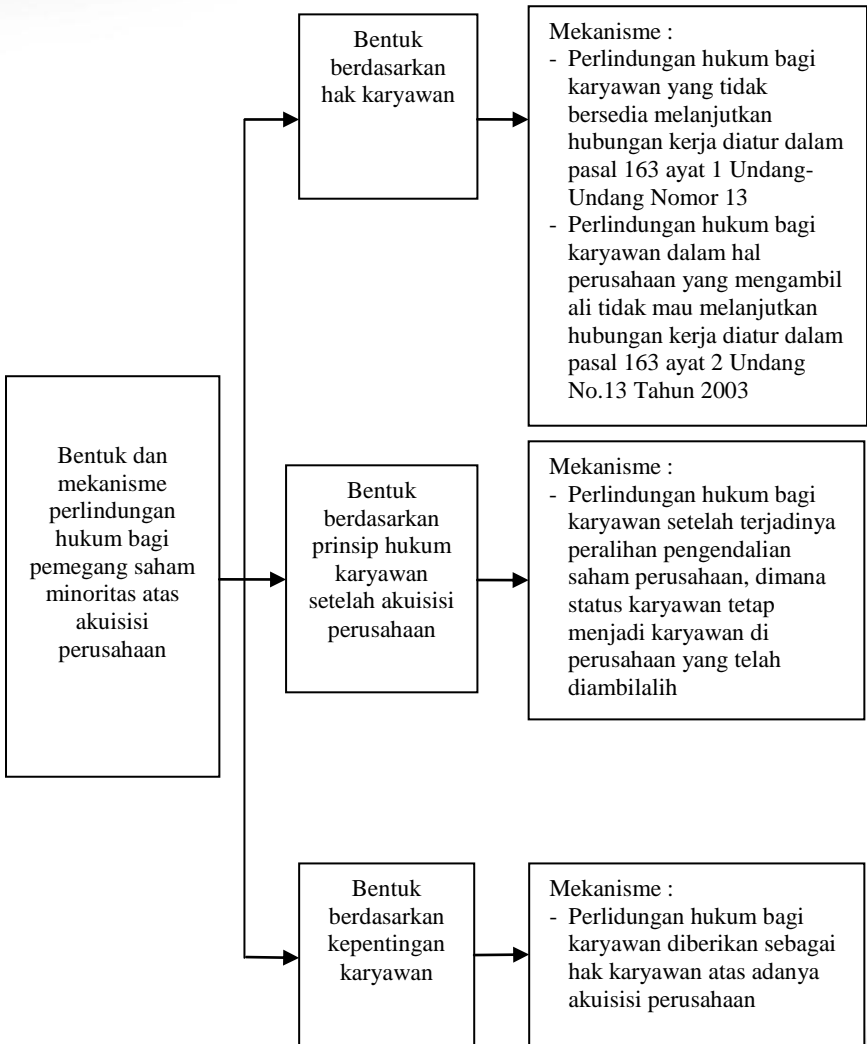 Bentuk dan
mekanisme
perlindungan
hukum bagi
pemegang saham
minoritas atas
akuisisi
perusahaan
Bentuk
berdasarkan
hak karyawan
Mekanisme :
- Perlindungan hukum bagi
karyawan yang tidak
bersedia melanjutkan
hubungan kerja diatur dalam
pasal 163 ayat 1 Undang-
Undang Nomor 13
- Perlindungan hukum bagi
karyawan dalam hal
perusahaan yang mengambil
ali tidak mau melanjutkan
hubungan kerja diatur dalam
pasal 163 ayat 2 Undang
No.13 Tahun 2003
Bentuk
berdasarkan
prinsip hukum
karyawan
setelah akuisisi
perusahaan
Mekanisme :
- Perlindungan hukum bagi
karyawan setelah terjadinya
peralihan pengendalian
saham perusahaan, dimana
status karyawan tetap
menjadi karyawan di
perusahaan yang telah
diambilalih
Bentuk
berdasarkan
kepentingan
karyawan
Mekanisme :
- Perlidungan hukum bagi
karyawan diberikan sebagai
hak karyawan atas adanya
akuisisi perusahaan